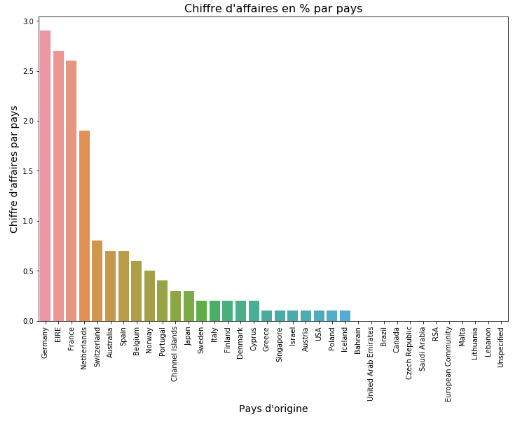 Chiffre d'affaires en % par pays
Chiffre d'affaires par pays
3.0
2.5
2.0
1.5
1.0
0.5
0.0
Germany
EIRE
France
Netherlands
Switzerland
Australia
Spain
Belgium
Norway
Portugal
Channel Islands
Japan
Sweden
Italy
Finland
Denmark
Cyprus
Greece
Singapore
Israel
Austria
USA
Poland
Iceland
Bahrain
United Arab Emirates
Brazil
Canada
Czech Republic
Saudi Arabia
RSA
European Community
Malta
Lithuania
Lebanon
Unspecified
Pays d'origine